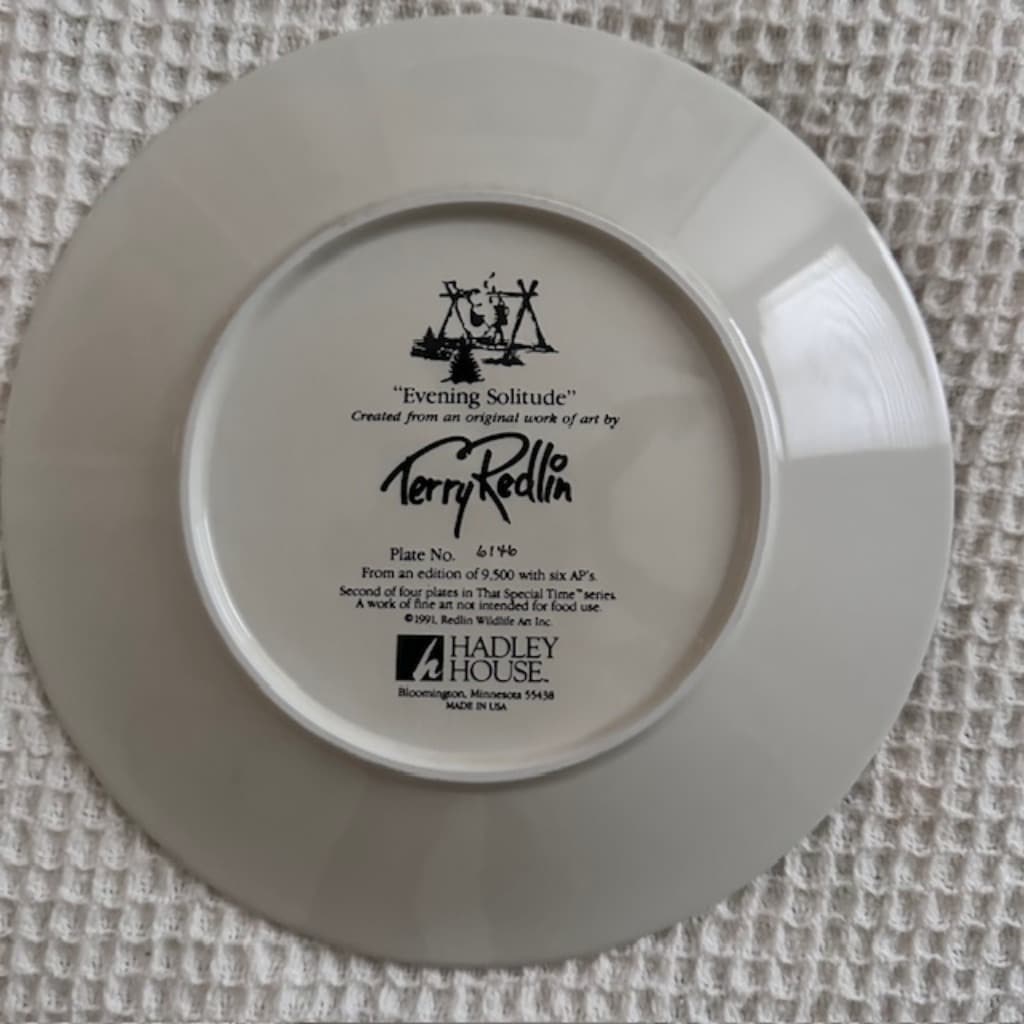 “Evening Solitude”
Created from an original work of art by
Terry Redlin
Plate No. 6146
From an edition of 9,500 with six AP's.
Second of four plates in That Special Time™ series.
A work of fine art not intended for food use.
©1991, Redlin Wildlife Art Inc.
h HADLEY
HOUSE™
Bloomington, Minnesota 55438
MADE IN USA